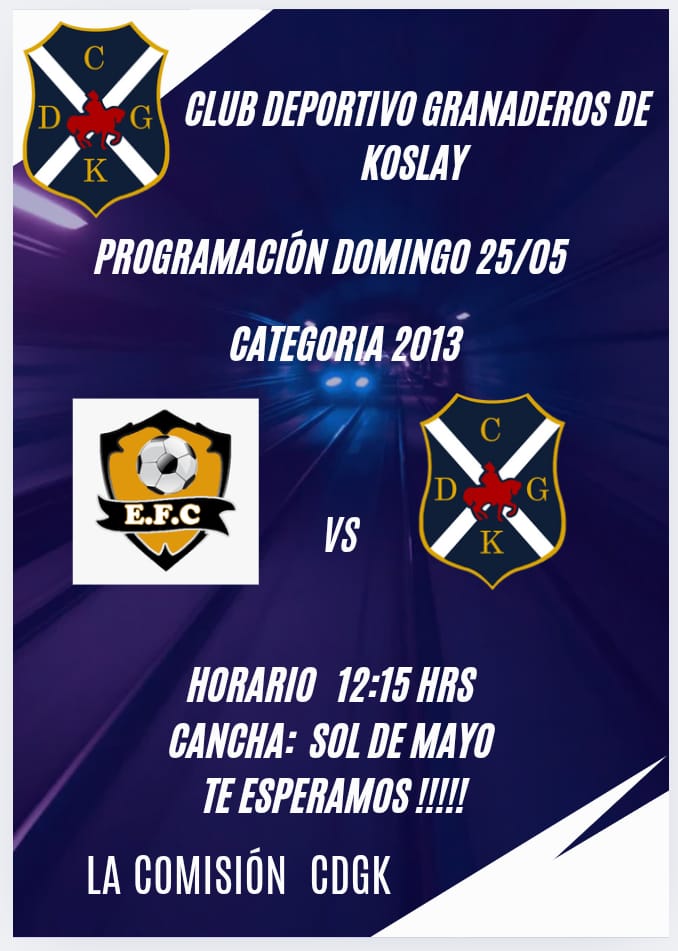 C
D G
K
CLUB DEPORTIVO GRANADEROS DE
KOSLAY
PROGRAMACIÓN DOMINGO 25/05
CATEGORIA 2013
E.F.C
VS
C
D G
K
HORARIO 12:15 HRS
CANCHA: SOL DE MAYO
TE ESPERAMOS !!!!!
LA COMISIÓN CDGK